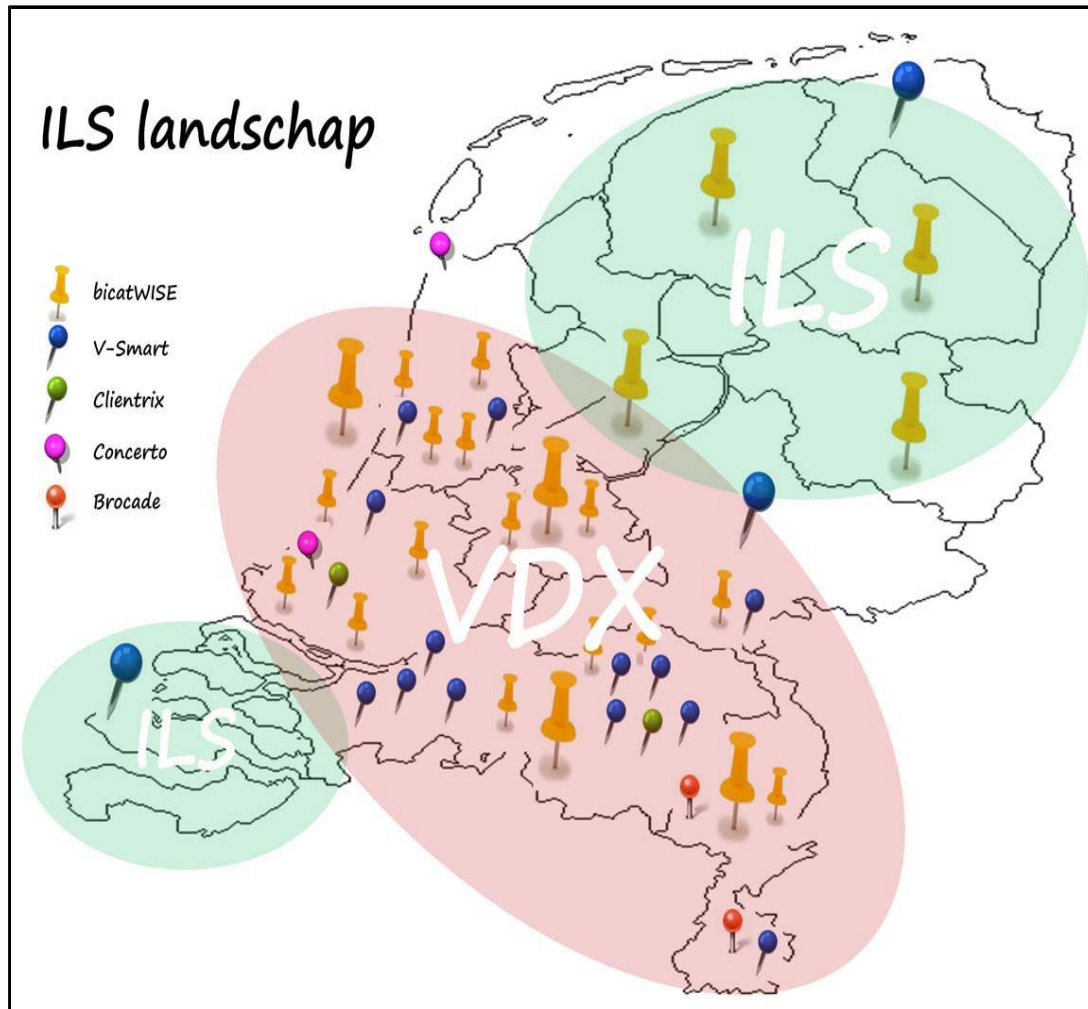 ILS landschap
bicatWISE
V-Smart
Clientrix
Concerto
Brocade
ILS
VDX
ILS